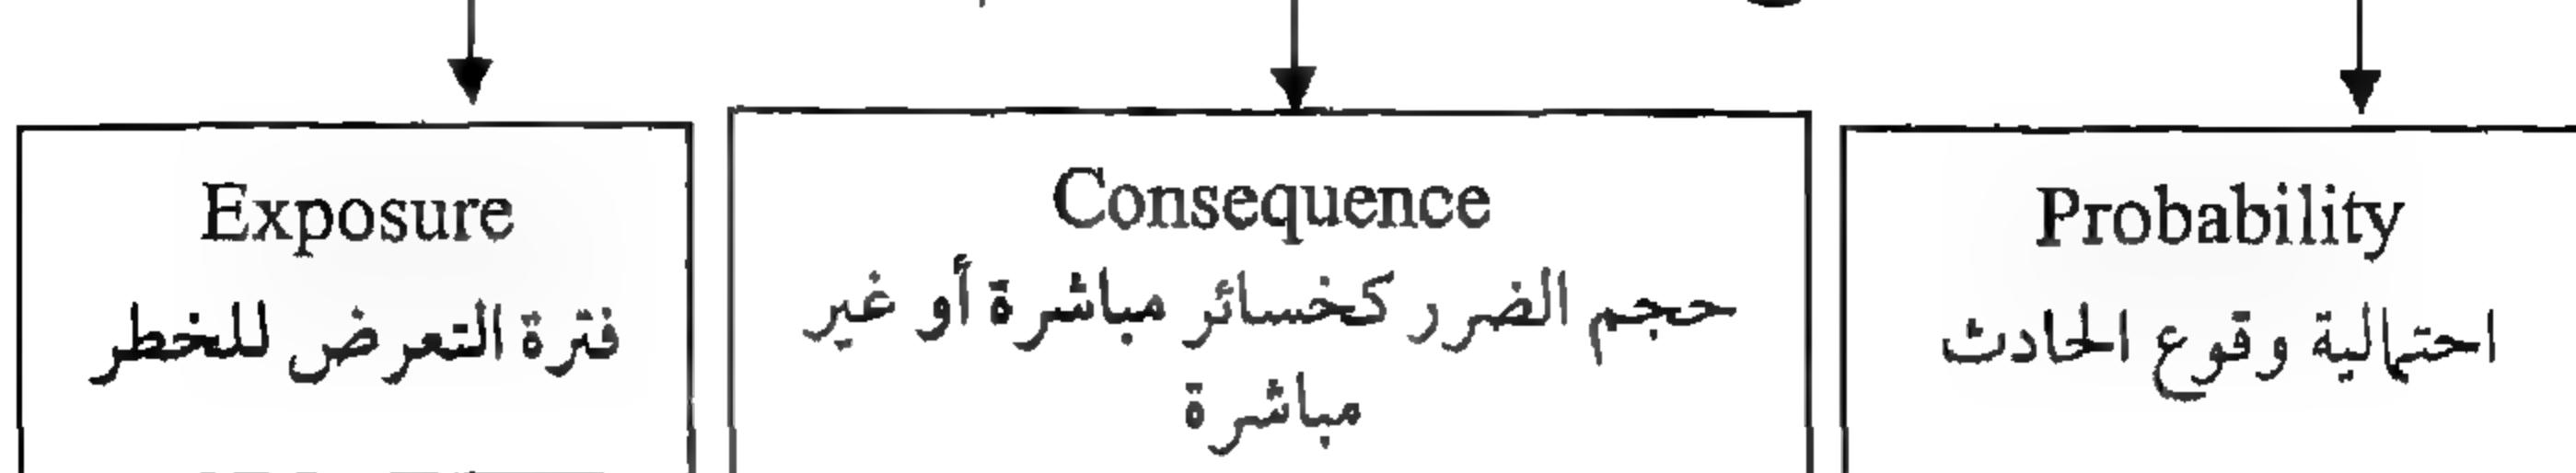 Exposure
فترة التعرض للخطر
Consequence
حجم الضرر كخسائر مباشرة أو غير
مباشرة
Probability
احتمالية وقوع الحادث